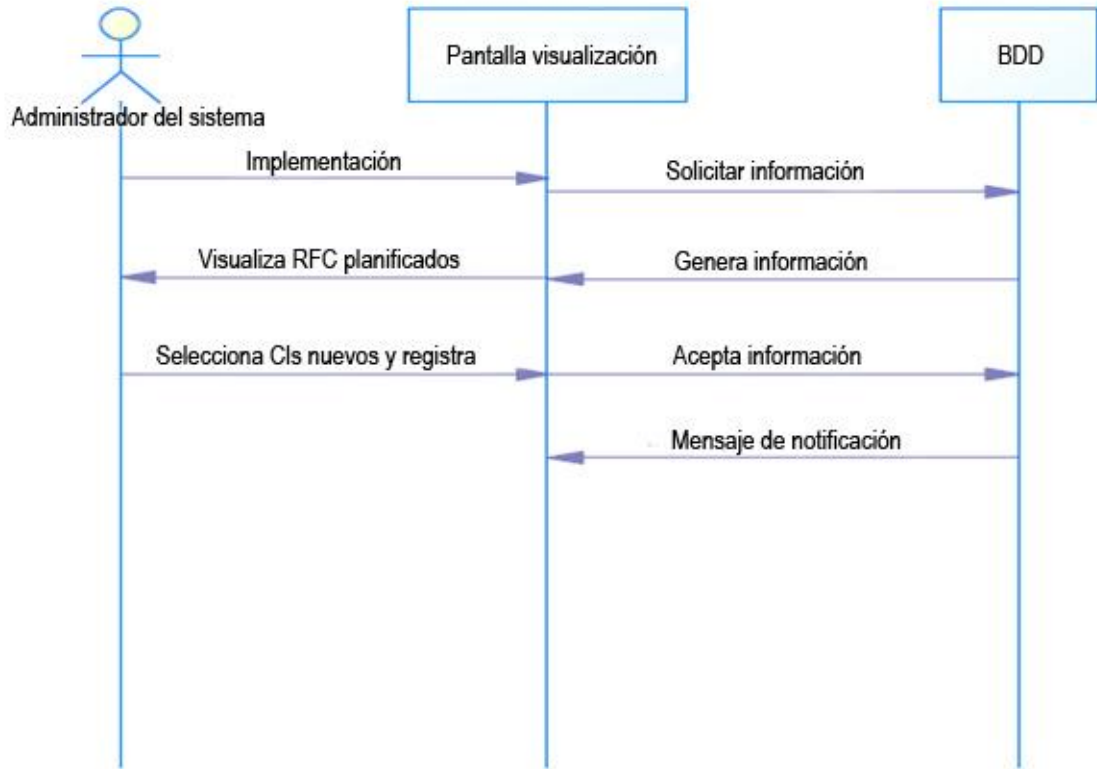 Pantalla visualización
BDD
Administrador del sistema
Implementación
Solicitar información
Visualiza RFC planificados
Genera información
Selecciona CIs nuevos y registra
Acepta información
Mensaje de notificación